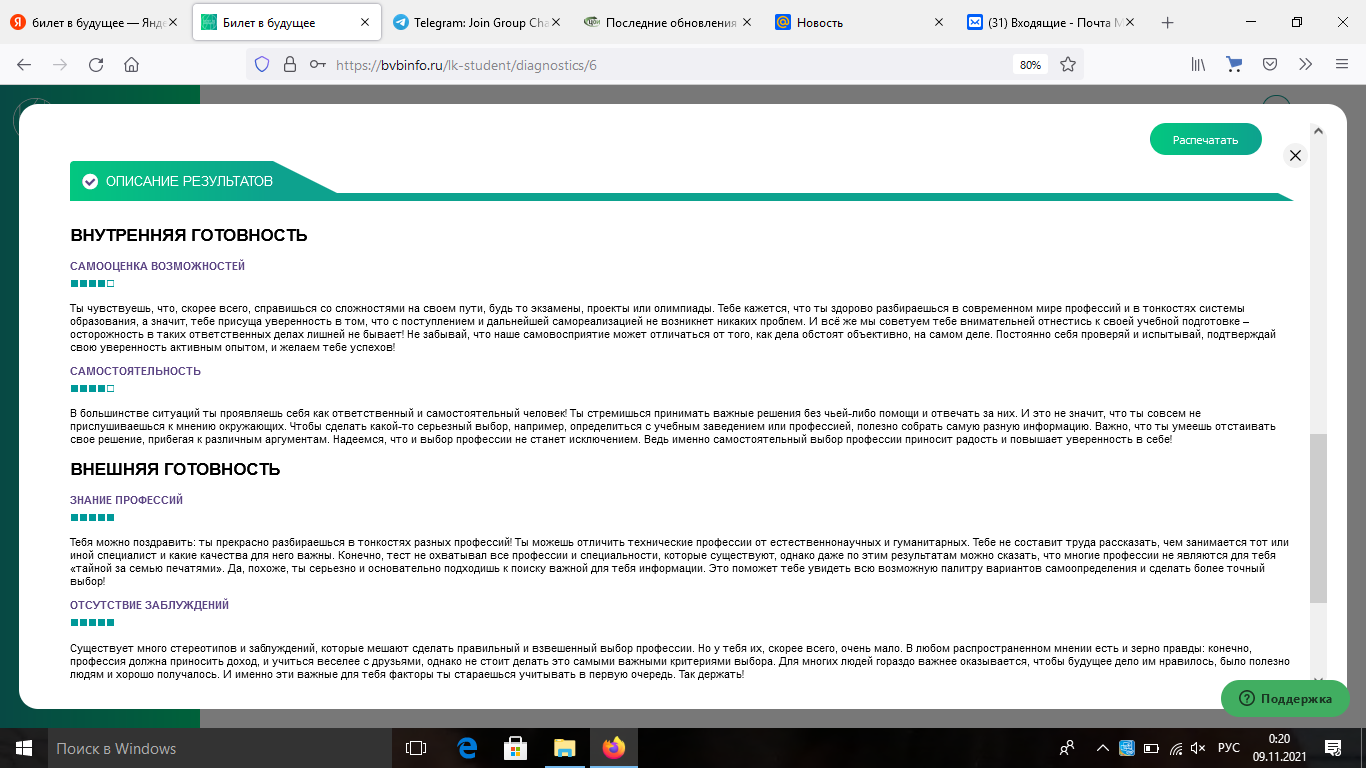 билет в будущее — Янде
Билет в будущее
Telegram: Join Group Cha
Последние обновления
Новость
(31) Входящие - Почта M
https://bvbinfo.ru/lk-student/diagnostics/6
80%
Распечатать
ОПИСАНИЕ РЕЗУЛЬТАТОВ
ВНУТРЕННЯЯ ГОТОВНОСТЬ
САМООЦЕНКА ВОЗМОЖНОСТЕЙ
Ты чувствуешь, что, скорее всего, справишься со сложностями на своем пути, будь то экзамены, проекты или олимпиады. Тебе кажется, что ты здорово разбираешься в современном мире профессий и в тонкостях системы
образования, а значит, тебе присуща уверенность в том, что с поступлением и дальнейшей самореализацией не возникнет никаких проблем. И всё же мы советуем тебе внимательней отнестись к своей учебной подготовке –
осторожность в таких ответственных делах лишней не бывает! Не забывай, что наше самовосприятие может отличаться от того, как дела обстоят объективно, на самом деле. Постоянно себя проверяй и испытывай, подтверждай
свою уверенность активным опытом, и желаем тебе успехов!
САМОСТОЯТЕЛЬНОСТЬ
В большинстве ситуаций ты проявляешь себя как ответственный и самостоятельный человек! Ты стремишься принимать важные решения без чьей-либо помощи и отвечать за них. И это не значит, что ты совсем не
прислушиваешься к мнению окружающих. Чтобы сделать какой-то серьезный выбор, например, определиться с учебным заведением или профессией, полезно собрать самую разную информацию. Важно, что ты умеешь отстаивать
свое решение, прибегая к различным аргументам. Надеемся, что и выбор профессии не станет исключением. Ведь именно самостоятельный выбор профессии приносит радость и повышает уверенность в себе!
ВНЕШНЯЯ ГОТОВНОСТЬ
ЗНАНИЕ ПРОФЕССИЙ
Тебя можно поздравить: ты прекрасно разбираешься в тонкостях разных профессий! Ты можешь отличить технические профессии от естественнонаучных и гуманитарных. Тебе не составит труда рассказать, чем занимается тот или
иной специалист и какие качества для него важны. Конечно, тест не охватывал все профессии и специальности, которые существуют, однако даже по этим результатам можно сказать, что многие профессии не являются для тебя
«тайной за семью печатями». Да, похоже, ты серьезно и основательно подходишь к поиску важной для тебя информации. Это поможет тебе увидеть всю возможную палитру вариантов самоопределения и сделать более точный
выбор!
ОТСУТСТВИЕ ЗАБЛУЖДЕНИЙ
Существует много стереотипов и заблуждений, которые мешают сделать правильный и взвешенный выбор профессии. Но у тебя их, скорее всего, очень мало. В любом распространенном мнении есть и зерно правды: конечно,
профессия должна приносить доход, и учиться веселее с друзьями, однако не стоит делать это самыми важными критериями выбора. Для многих людей гораздо важнее оказывается, чтобы будущее дело им нравилось, было полезно
людям и хорошо получалось. И именно эти важные для тебя факторы ты стараешься учитывать в первую очередь. Так держать!
Поддержка
Поиск в Windows
РУС
0:20
09.11.2021